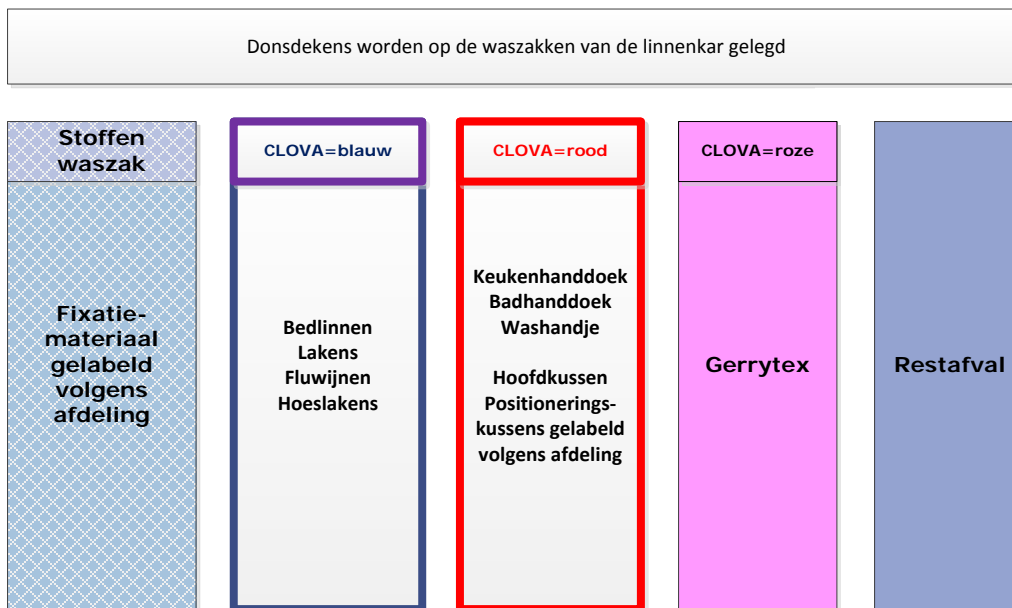 Donsdekens worden op de waszakken van de linnenkar gelegd
Stoffen
waszak
Fixatie-
materiaal
gelabeld
volgens
afdeling
CLOVA=blauw
Bedlinnen
Lakens
Fluwijnen
Hoeslakens
CLOVA=rood
Keukenhanddoek
Badhanddoek
Washandje
Hoofdkussen
Positionerings-
kussens gelabeld
volgens afdeling
CLOVA=roze
Gerrytex
Restafval